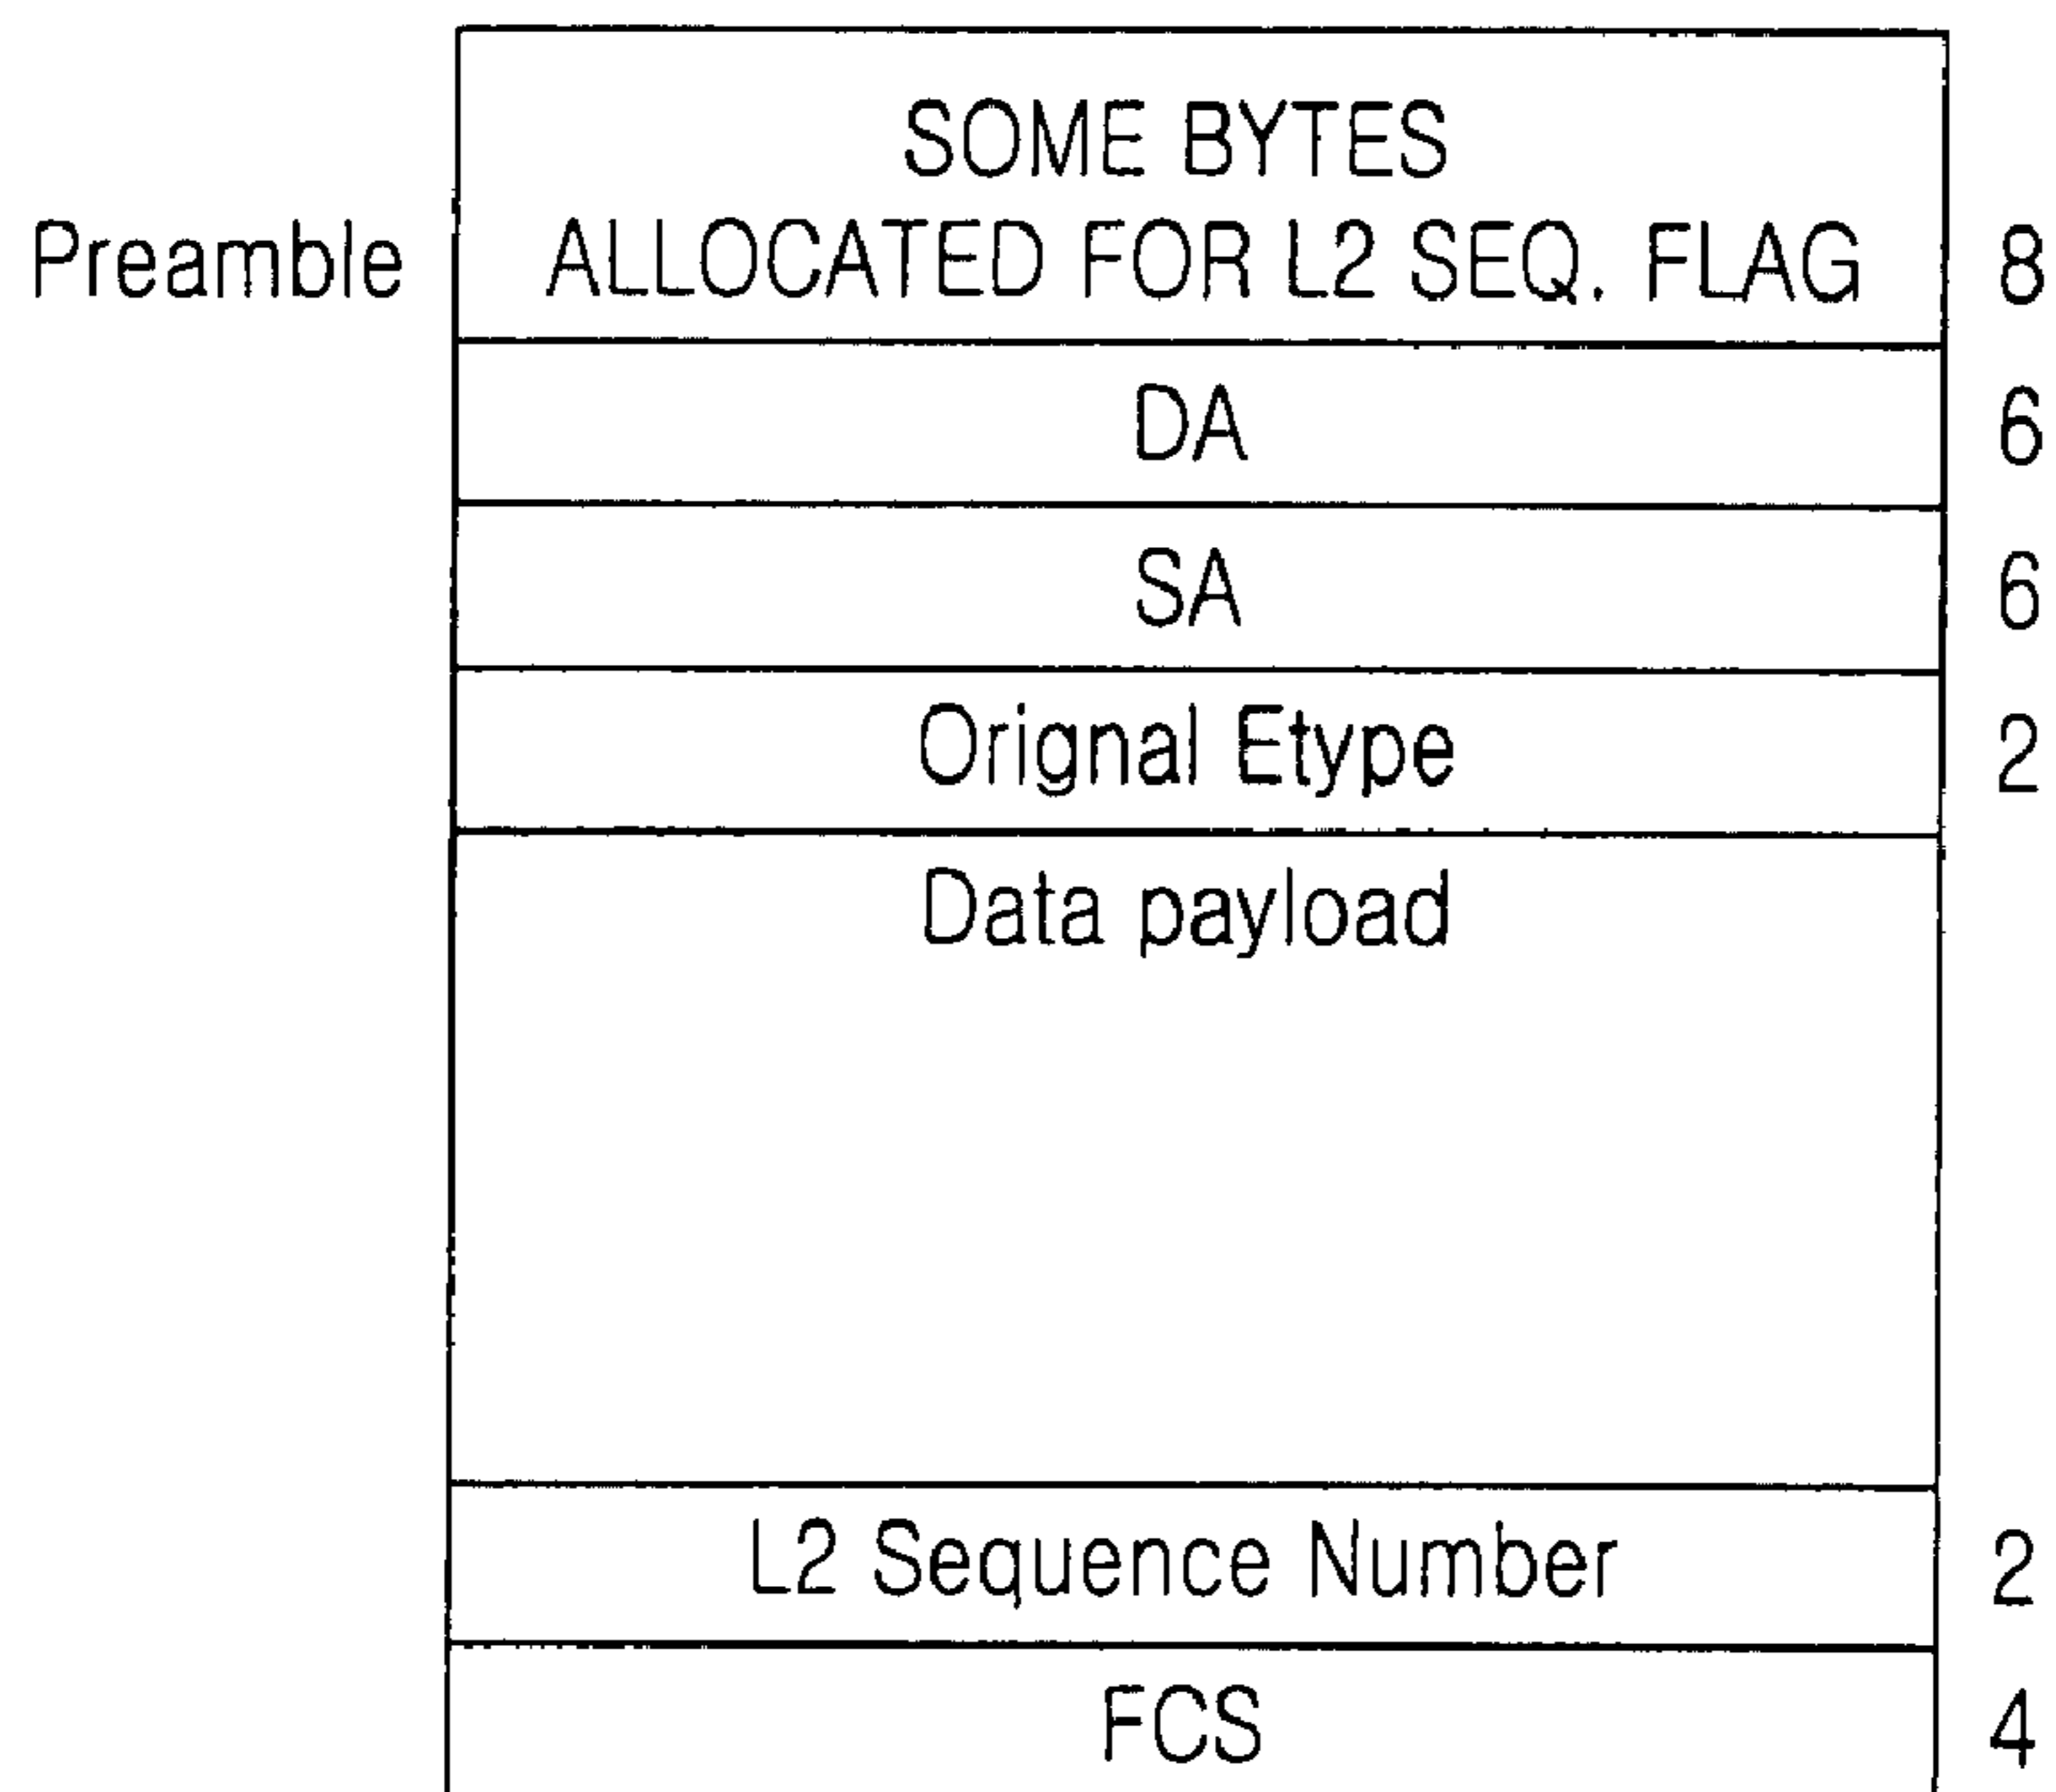 SOME BYTES
Preamble ALLOCATED FOR L2 SEQ. FLAG 8
DA 6
SA 6
Orignal Etype 2
Data payload
L2 Sequence Number 2
FCS 4